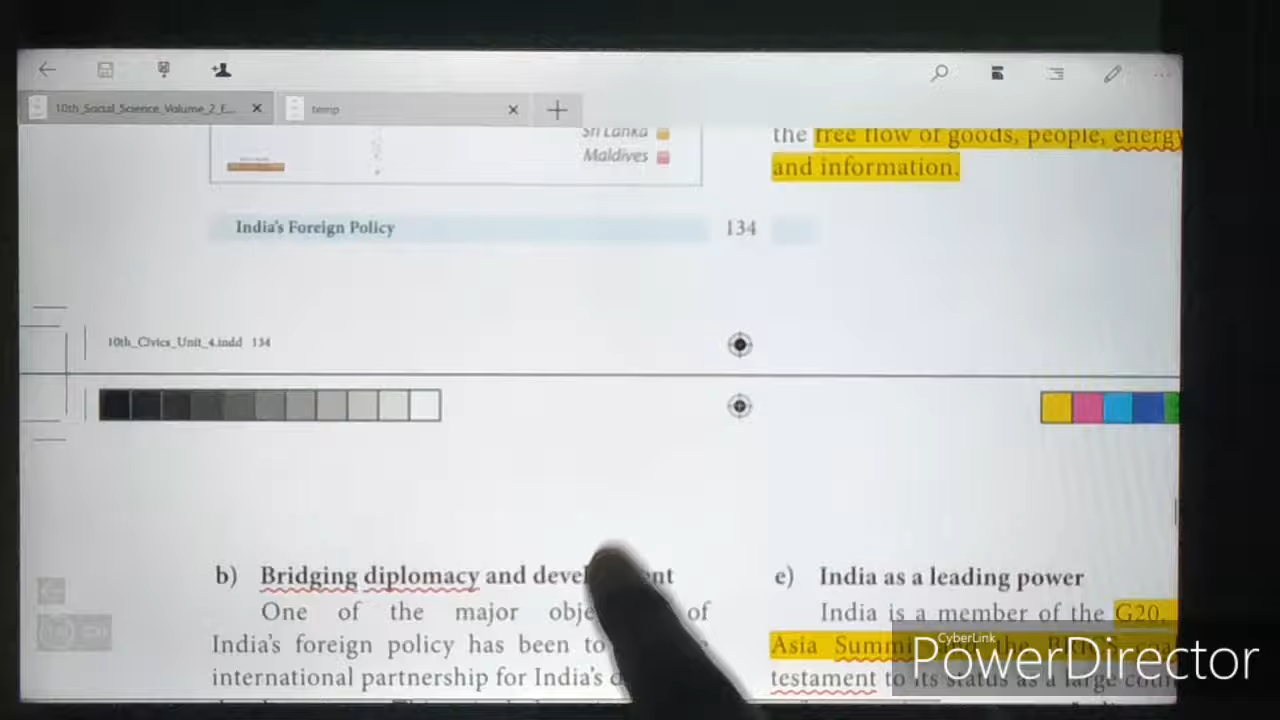 10th_Social_Science_Volume_2_E...
temp
Sri Lanka
Maldives
the free flow of goods, people, energy
and information.
India's Foreign Policy
134
10th_Civics_Unit_4.indd 134
b) Bridging diplomacy and
One of the major of
India's foreign policy has been to
international partnership for India's
e) India as a leading power
India is a member of the G20,
Asia
testament to its status as a large
CyberLink
PowerDirector